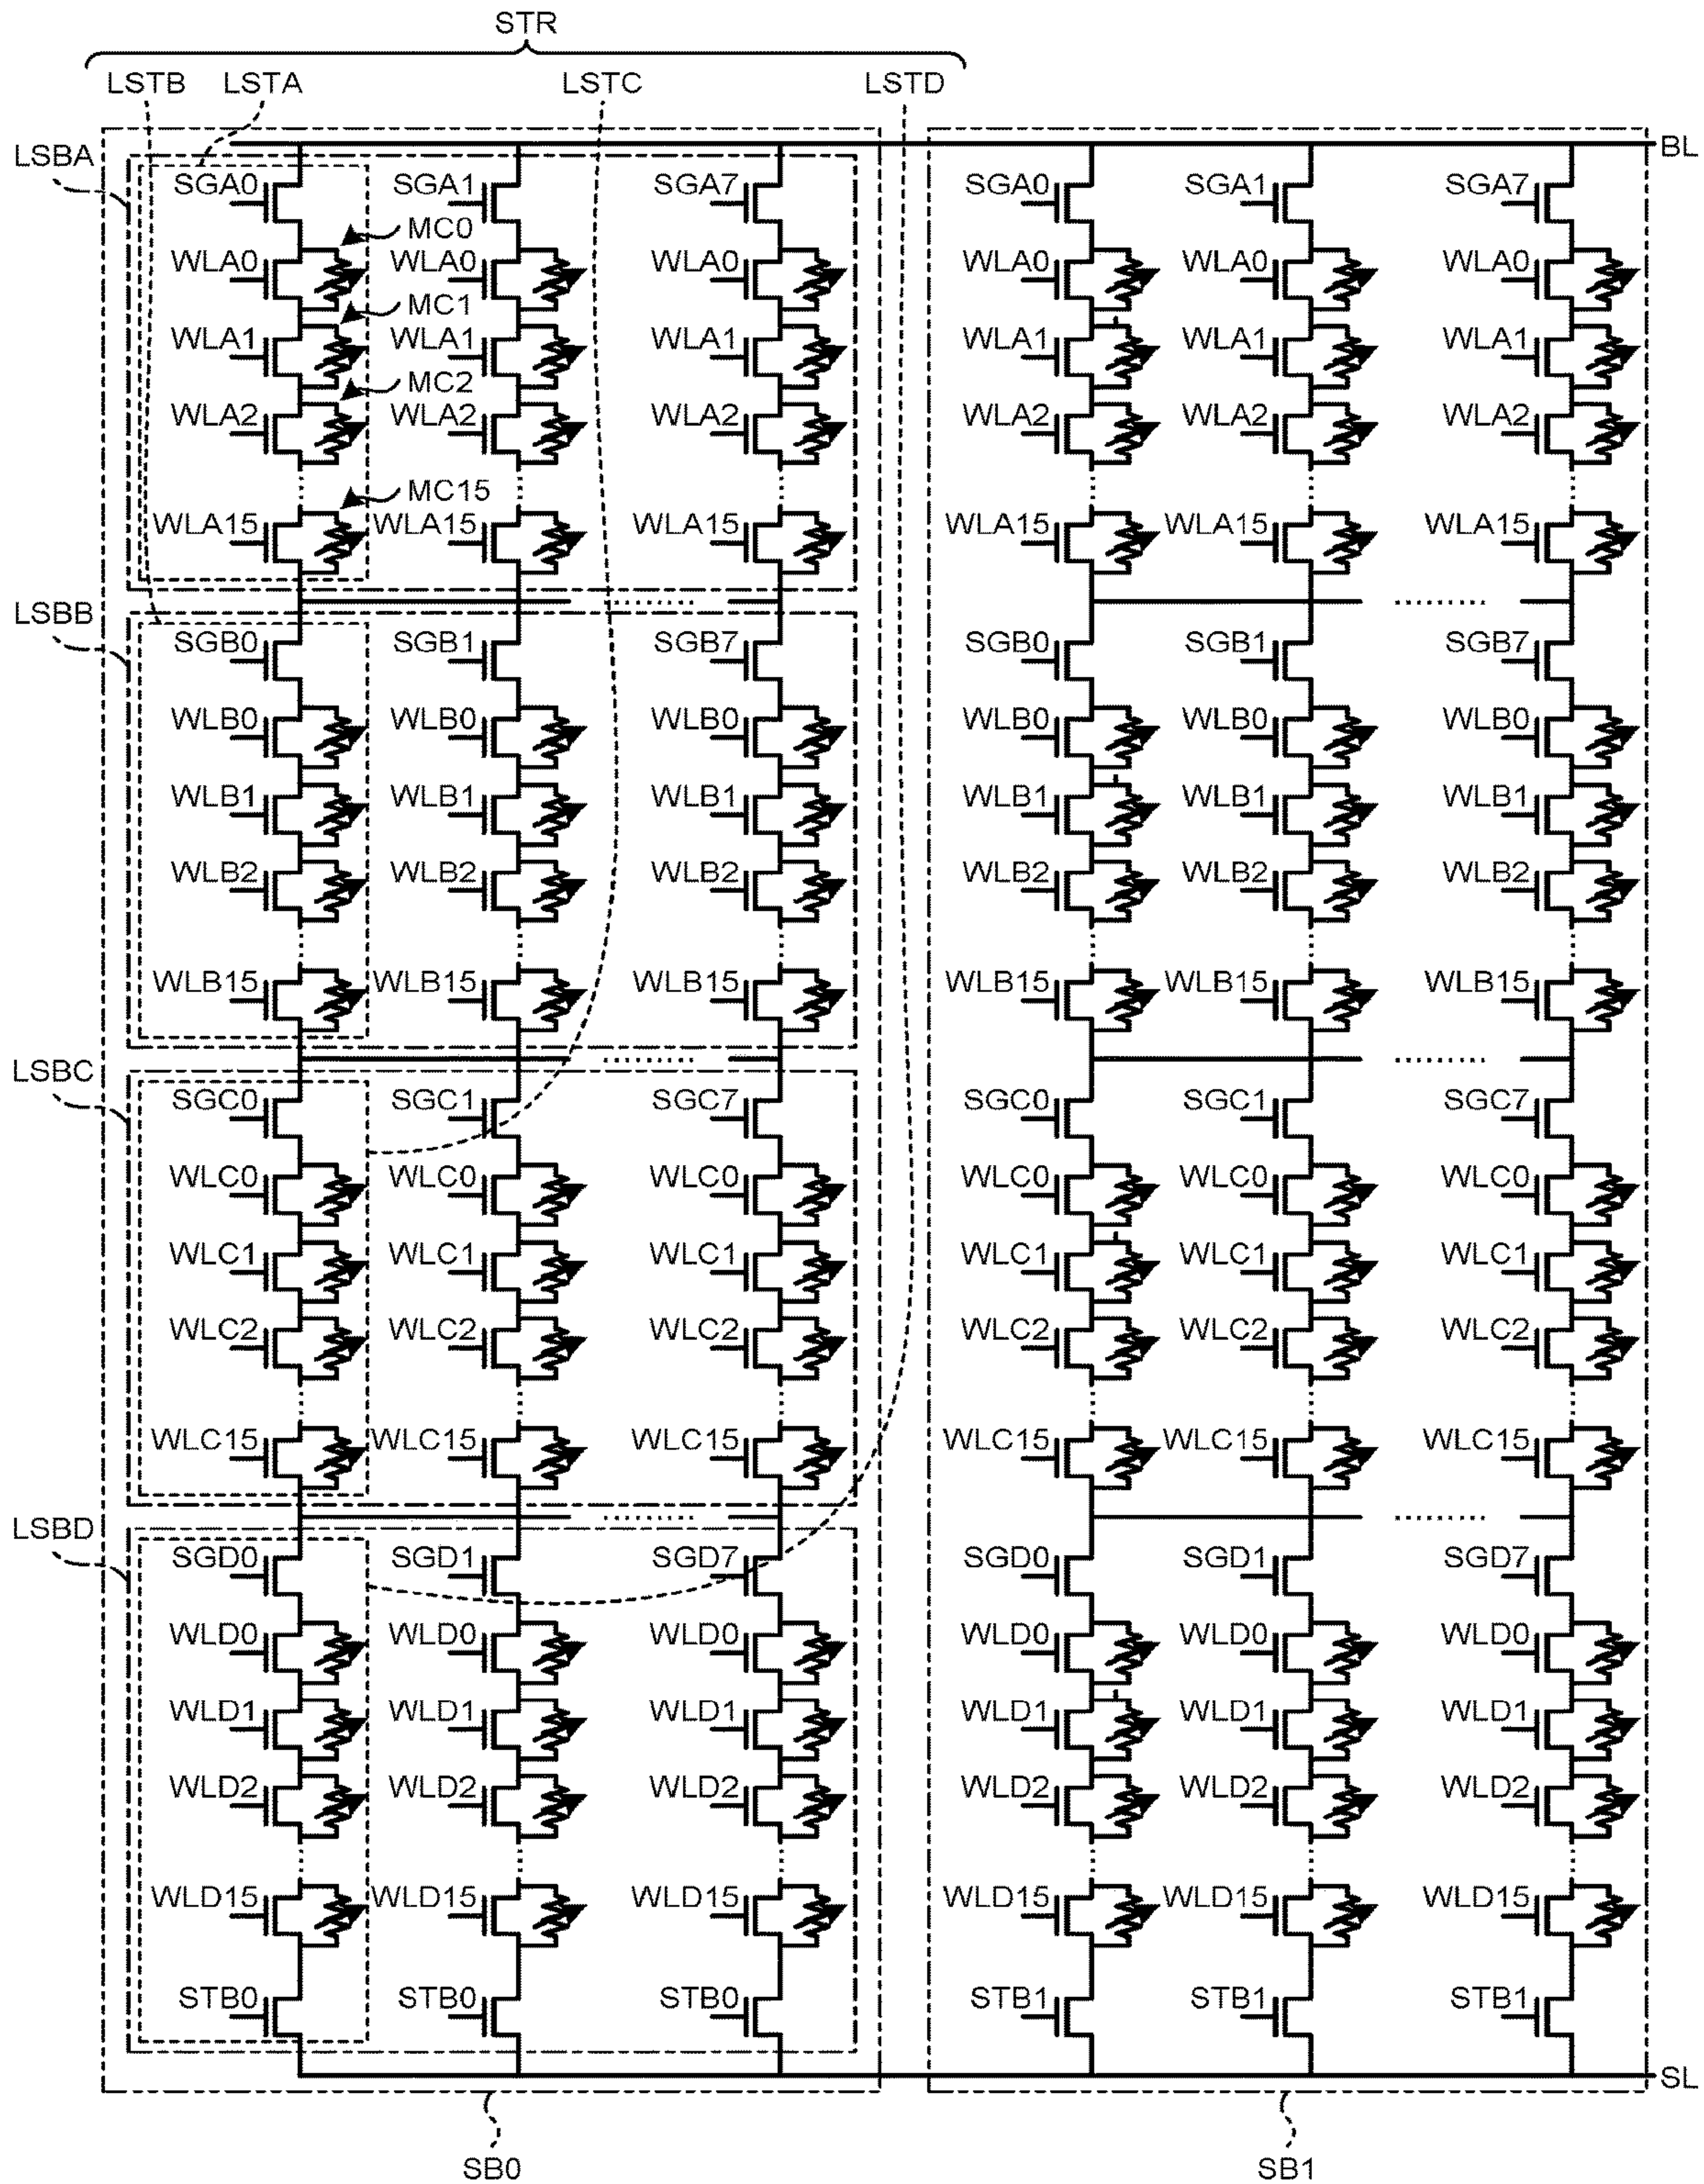 STR
LSTB LSTA LSTC LSTD
LSBA BL
SGA0 SGA1 SGA7 SGA0 SGA1 SGA7
MC0
WLA0 WLA0 WLA0 WLA0 WLA0 WLA0
MC1
WLA1 WLA1 WLA1 WLA1 WLA1 WLA1
MC2
WLA2 WLA2 WLA2 WLA2 WLA2 WLA2
MC15
WLA15 WLA15 WLA15 WLA15 WLA15 WLA15
LSBB
SGB0 SGB1 SGB7 SGB0 SGB1 SGB7
WLB0 WLB0 WLB0 WLB0 WLB0 WLB0
WLB1 WLB1 WLB1 WLB1 WLB1 WLB1
WLB2 WLB2 WLB2 WLB2 WLB2 WLB2
WLB15 WLB15 WLB15 WLB15 WLB15 WLB15
LSBC
SGC0 SGC1 SGC7 SGC0 SGC1 SGC7
WLC0 WLC0 WLC0 WLC0 WLC0 WLC0
WLC1 WLC1 WLC1 WLC1 WLC1 WLC1
WLC2 WLC2 WLC2 WLC2 WLC2 WLC2
WLC15 WLC15 WLC15 WLC15 WLC15 WLC15
LSBD
SGD0 SGD1 SGD7 SGD0 SGD1 SGD7
WLD0 WLD0 WLD0 WLD0 WLD0 WLD0
WLD1 WLD1 WLD1 WLD1 WLD1 WLD1
WLD2 WLD2 WLD2 WLD2 WLD2 WLD2
WLD15 WLD15 WLD15 WLD15 WLD15 WLD15
STB0 STB0 STB0 STB1 STB1 STB1
SL
SB0 SB1